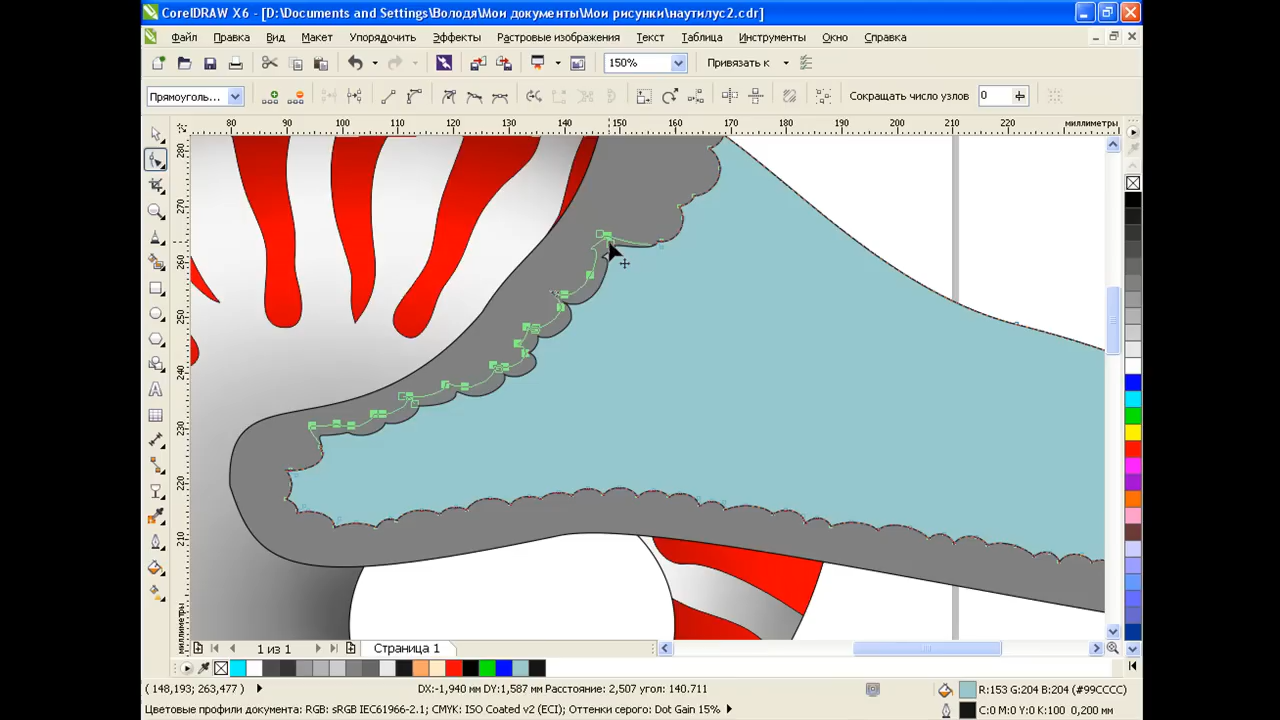 CorelDRAW X6 - [D:\Documents and Settings\Володя\Мои документы\Мои рисунки\наутилус2.cdr]
Файл Правка Вид Макет Упорядочить Эффекты Растровые изображения Текст Таблица Инструменты Окно Справка
150% Привязать к
Прямоуголь... Сокращать число узлов 0
80 90 100 110 120 130 140 150 160 170 180 190 200 210 220 миллиметры
280
270
260
250
240
230
220
210
миллиметры
1 из 1 Страница 1
( 148,193; 263,477 ) DX:-1,940 мм DY:1,587 мм Расстояние: 2,507 угол: 140.711 R:153 G:204 B:204 (#99CCCC)
Цветовые профили документа: RGB: sRGB IEC61966-2.1; CMYK: ISO Coated v2 (ECI); Оттенки серого: Dot Gain 15% C:0 M:0 Y:0 K:100 0,200 мм